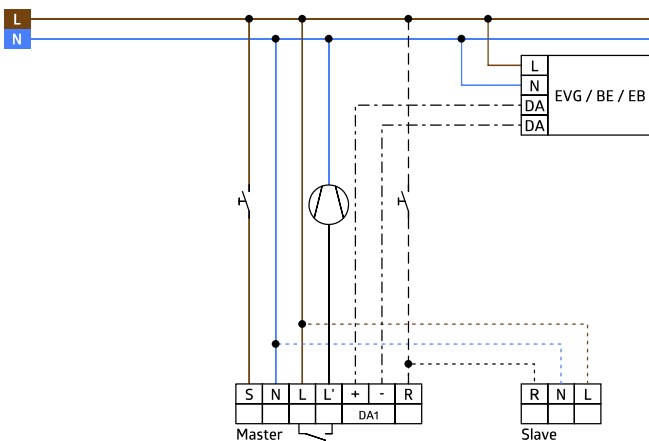 L
N
L
N
DA
DA
EVG / BE / EB
S N L L' + - R
DA1
Master
R N L
Slave